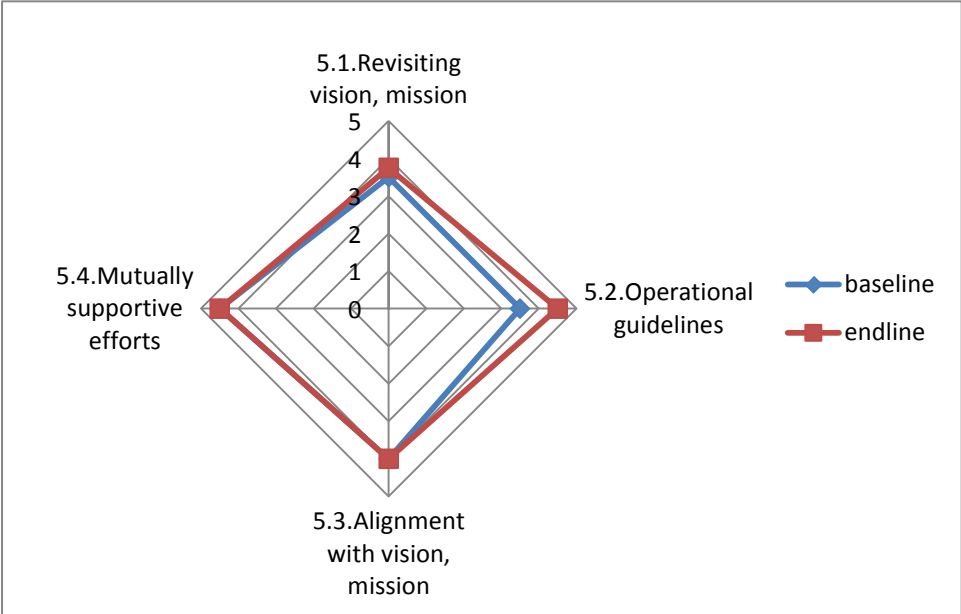 5.1.Revisiting
vision, mission
5
4
3
2
1
0
5.2.Operational
guidelines
5.3.Alignment
with vision,
mission
5.4.Mutually
supportive
efforts
baseline
endline